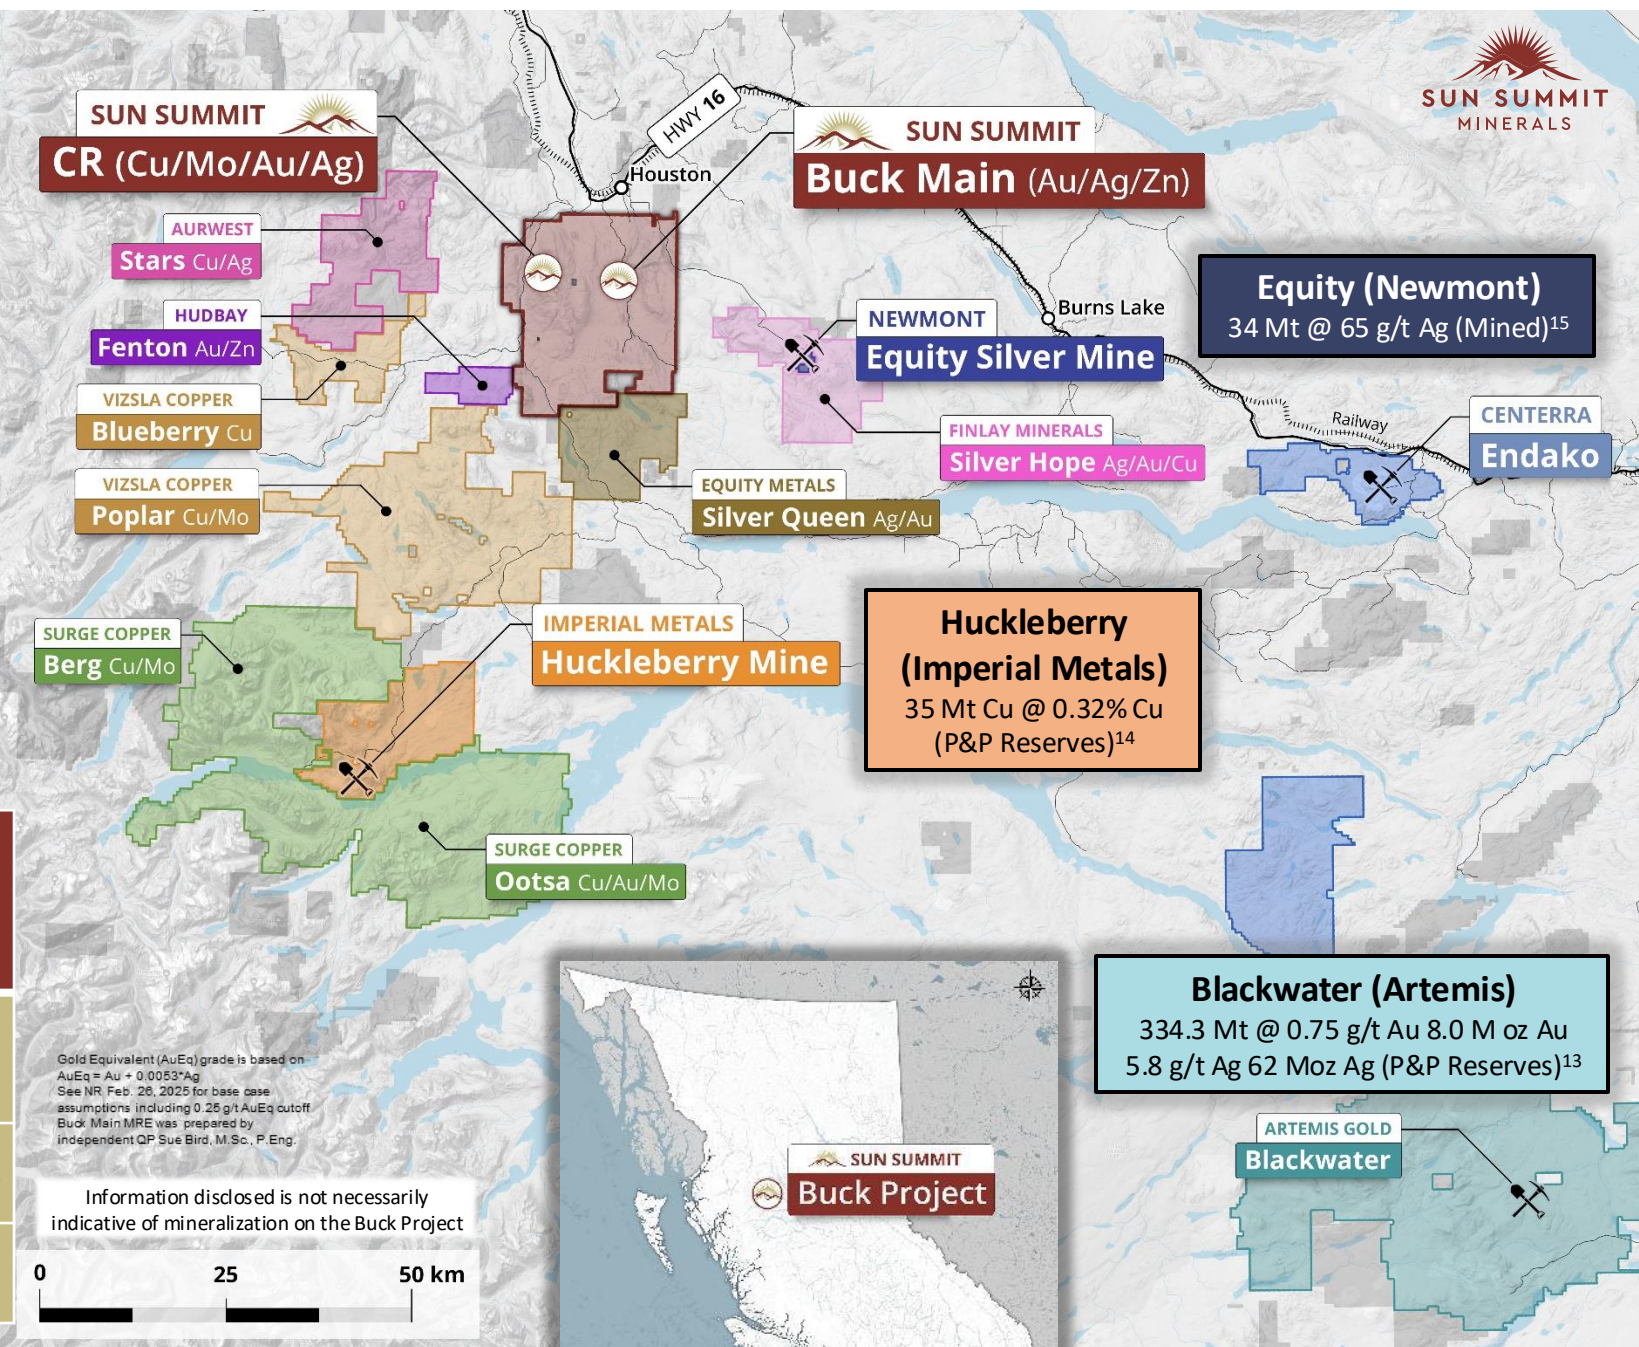 SUN SUMMIT
MINERALS
SUN SUMMIT
CR (Cu/Mo/Au/Ag)
HWY 16
Houston
SUN SUMMIT
Buck Main (Au/Ag/Zn)
AURWEST
Stars Cu/Ag
HUDBAY
Fenton Au/Zn
VIZSLA COPPER
Blueberry Cu
VIZSLA COPPER
Poplar Cu/Mo
NEWMONT
Equity Silver Mine
Burns Lake
Equity (Newmont)
34 Mt @ 65 g/t Ag (Mined)15
FINLAY MINERALS
Silver Hope Ag/Au/Cu
Railway
CENTERRA
Endako
EQUITY METALS
Silver Queen Ag/Au
SURGE COPPER
Berg Cu/Mo
IMPERIAL METALS
Huckleberry Mine
Huckleberry
(Imperial Metals)
35 Mt Cu @ 0.32% Cu
(P&P Reserves)14
SURGE COPPER
Ootsa Cu/Au/Mo
Blackwater (Artemis)
334.3 Mt @ 0.75 g/t Au 8.0 M oz Au
5.8 g/t Ag 62 Moz Ag (P&P Reserves)13
ARTEMIS GOLD
Blackwater
SUN SUMMIT
Buck Project
Gold Equivalent (AuEq) grade is based on
AuEq = Au + 0.0053*Ag
See NR Feb. 26, 2025 for base case
assumptions including 0.25 g/t AuEq cutoff
Buck Main MRE was prepared by
independent QP Sue Bird, M.Sc., P.Eng.
Information disclosed is not necessarily
indicative of mineralization on the Buck Project
0 25 50 km